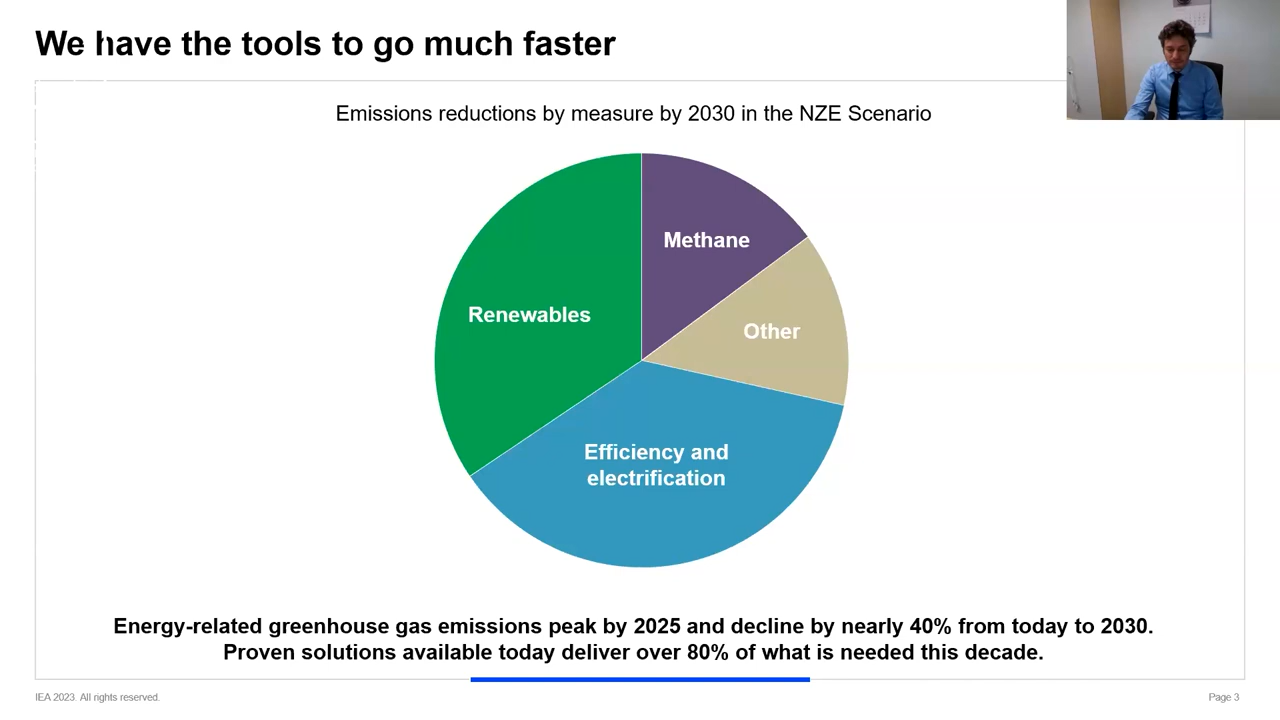 We have the tools to go much faster
Emissions reductions by measure by 2030 in the NZE Scenario
Methane
Renewables
Other
Efficiency and
electrification
Energy-related greenhouse gas emissions peak by 2025 and decline by nearly 40% from today to 2030.
Proven solutions available today deliver over 80% of what is needed this decade.
IEA 2023. All rights reserved.
Page 3